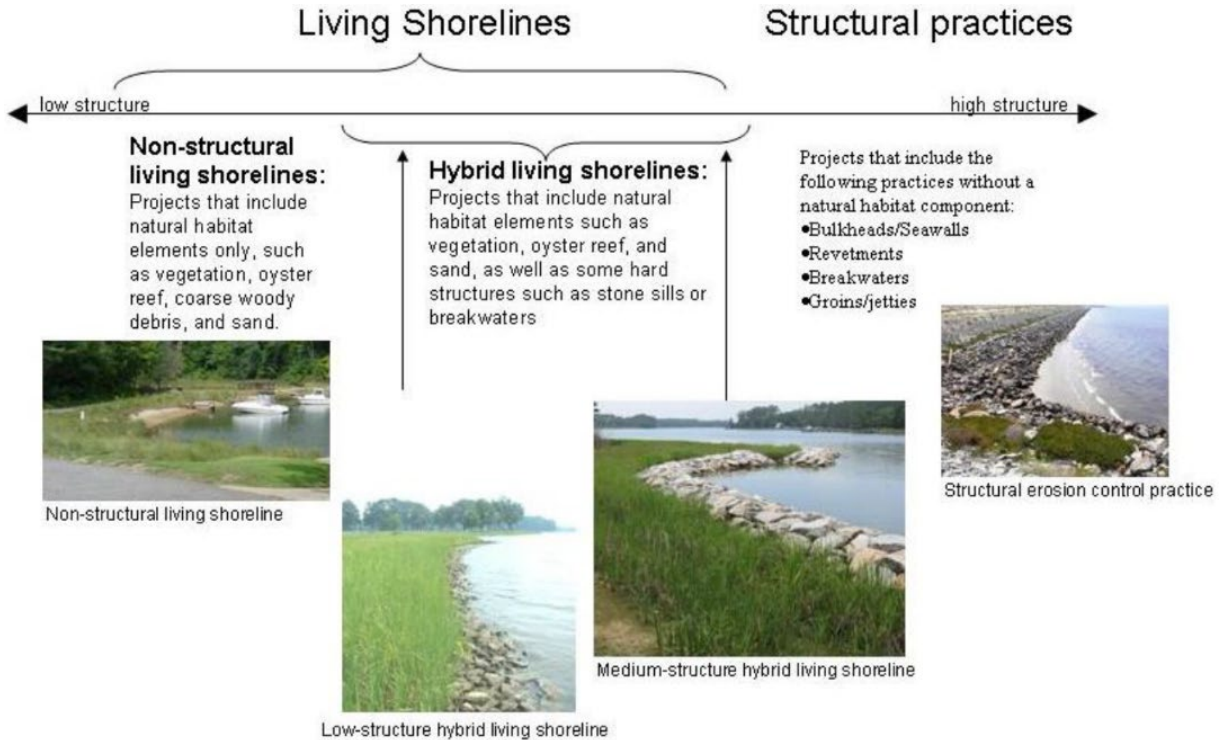 Living Shorelines
Structural practices
low structure
high structure
Non-structural
living shorelines:
Projects that include
natural habitat
elements only, such
as vegetation, oyster
reef, coarse woody
debris, and sand.
Hybrid living shorelines:
Projects that include natural
habitat elements such as
vegetation, oyster reef, and
sand, as well as some hard
structures such as stone sills or
breakwaters
Projects that include the
following practices without a
natural habitat component:
•Bulkheads/Seawalls
•Revetments
•Breakwaters
•Groins/jetties
Non-structural living shoreline
Low-structure hybrid living shoreline
Medium-structure hybrid living shoreline
Structural erosion control practice